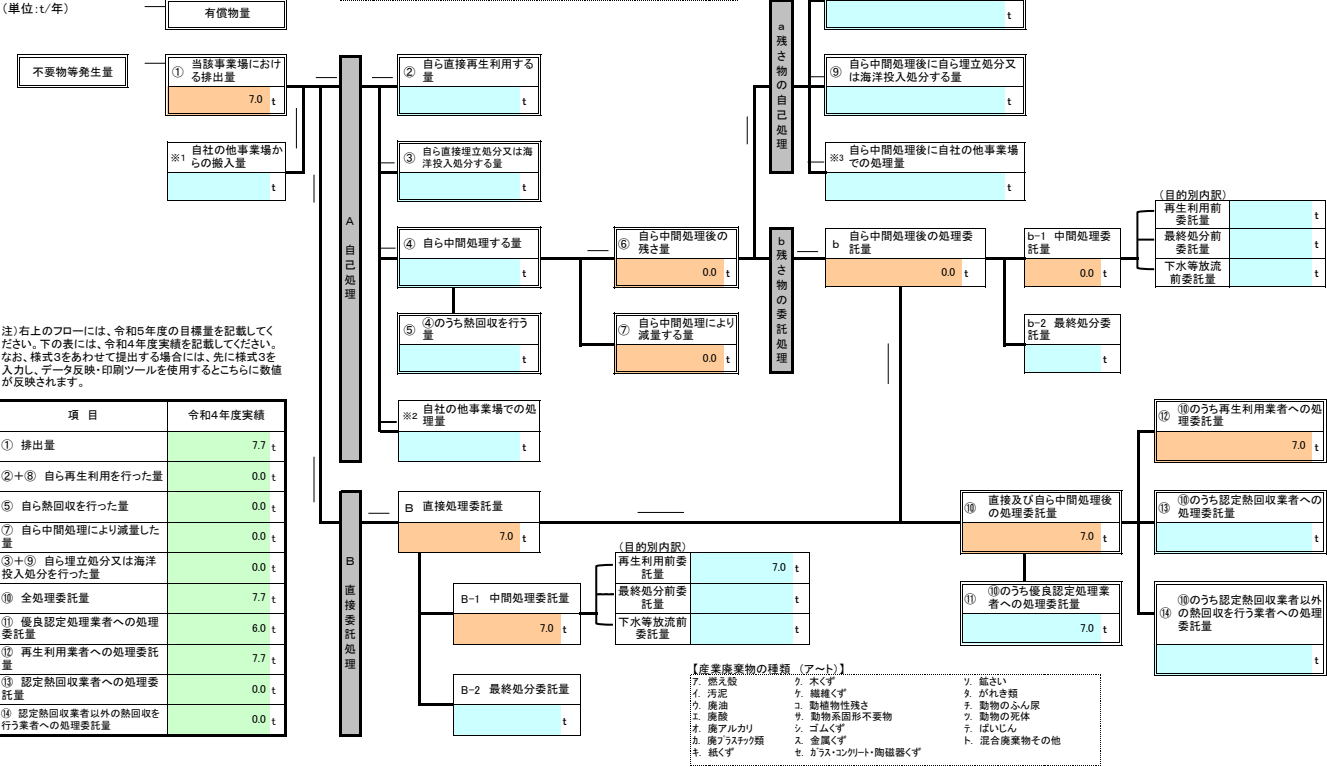 (単位:t/年)
有償物量
t
不要物等発生量
① 当該事業場におけ
る排出量
7.0 t
※1 自社の他事業場か
らの搬入量
t
A 自己処理
② 自ら直接再生利用する
量
t
③ 自ら直接埋立処分又は海
洋投入処分する量
t
④ 自ら中間処理する量
t
⑤ ④のうち熱回収を行う
量
t
※2 自社の他事業場での処
理量
t
⑥ 自ら中間処理後の
残さ量
0.0 t
⑦ 自ら中間処理により
減量する量
0.0 t
a 残さ物の自己処理
⑨ 自ら中間処理後に自ら埋立処分又
は海洋投入処分する量
t
※3 自ら中間処理後に自社の他事業場
での処理量
t
b 残さ物の委託処理
b 自ら中間処理後の処理委
託量
0.0 t
b-1 中間処理委
託量
0.0 t
(目的別内訳)
再生利用前
委託量
t
最終処分前
委託量
t
下水等放流
前委託量
t
b-2 最終処分委
託量
t
注)右上のフローには、令和5年度の目標量を記載してく
ださい。下の表には、令和4年度実績を記載してください。
なお、様式3をあわせて提出する場合には、先に様式3を
入力し、データ反映・印刷ツールを使用するとこちらに数値
が反映されます。
項 目 令和4年度実績
① 排出量 7.7 t
②+⑧ 自ら再生利用を行った量 0.0 t
⑤ 自ら熱回収を行った量 0.0 t
⑦ 自ら中間処理により減量した
量 0.0 t
③+⑨ 自ら埋立処分又は海洋
投入処分を行った量 0.0 t
⑩ 全処理委託量 7.7 t
⑪ 優良認定処理業者への処理
委託量 6.0 t
⑫ 再生利用業者への処理委託
量 7.7 t
⑬ 認定熱回収業者への処理委
託量 0.0 t
⑭ 認定熱回収業者以外の熱回収を
行う業者への処理委託量 0.0 t
B 直接委託処理
B 直接処理委託量
7.0 t
B-1 中間処理委託量
7.0 t
(目的別内訳)
再生利用前委
託量
7.0 t
最終処分前委
託量
t
下水等放流前
委託量
t
B-2 最終処分委託量
t
⑩ 直接及び自ら中間処理後
の処理委託量
7.0 t
⑪ ⑩のうち優良認定処理業
者への処理委託量
7.0 t
⑫ ⑩のうち再生利用業者への処
理委託量
7.0 t
⑬ ⑩のうち認定熱回収業者への
処理委託量
t
⑭ ⑩のうち認定熱回収業者以外
の熱回収を行う業者への処理
委託量
t
【産業廃棄物の種類 (ア~ト)】
ア. 燃え殻 ク. 木くず ソ. 鉱さい
イ. 汚泥 ケ. 繊維くず タ. がれき類
ウ. 廃油 コ. 動植物性残さ チ. 動物のふん尿
エ. 廃酸 サ. 動物系固形不要物 ツ. 動物の死体
オ. 廃アルカリ シ. ゴムくず テ. ばいじん
カ. 廃プラスチック類 ス. 金属くず ト. 混合廃棄物その他
キ. 紙くず セ. ガラス・コンクリート・陶磁器くず